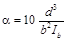 α = 10 d³ / (b² I_b)